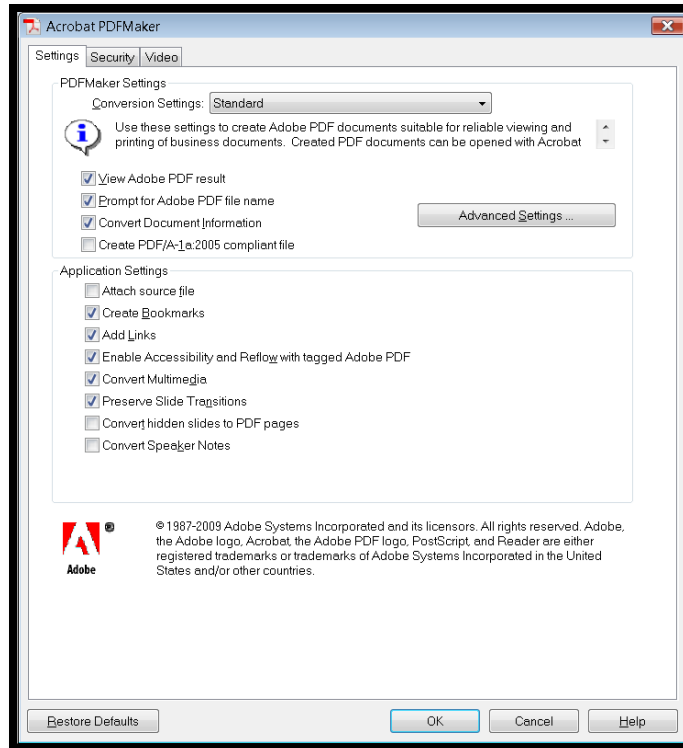 Acrobat PDFMaker
Settings Security Video
PDFMaker Settings
Conversion Settings: Standard
Use these settings to create Adobe PDF documents suitable for reliable viewing and
printing of business documents. Created PDF documents can be opened with Acrobat
View Adobe PDF result
Prompt for Adobe PDF file name
Convert Document Information
Advanced Settings ...
Create PDF/A-1a:2005 compliant file
Application Settings
Attach source file
Create Bookmarks
Add Links
Enable Accessibility and Reflow with tagged Adobe PDF
Convert Multimedia
Preserve Slide Transitions
Convert hidden slides to PDF pages
Convert Speaker Notes
® © 1987-2009 Adobe Systems Incorporated and its licensors. All rights reserved. Adobe,
the Adobe logo, Acrobat, the Adobe PDF logo, PostScript, and Reader are either
registered trademarks or trademarks of Adobe Systems Incorporated in the United
Adobe States and/or other countries.
Restore Defaults OK Cancel Help